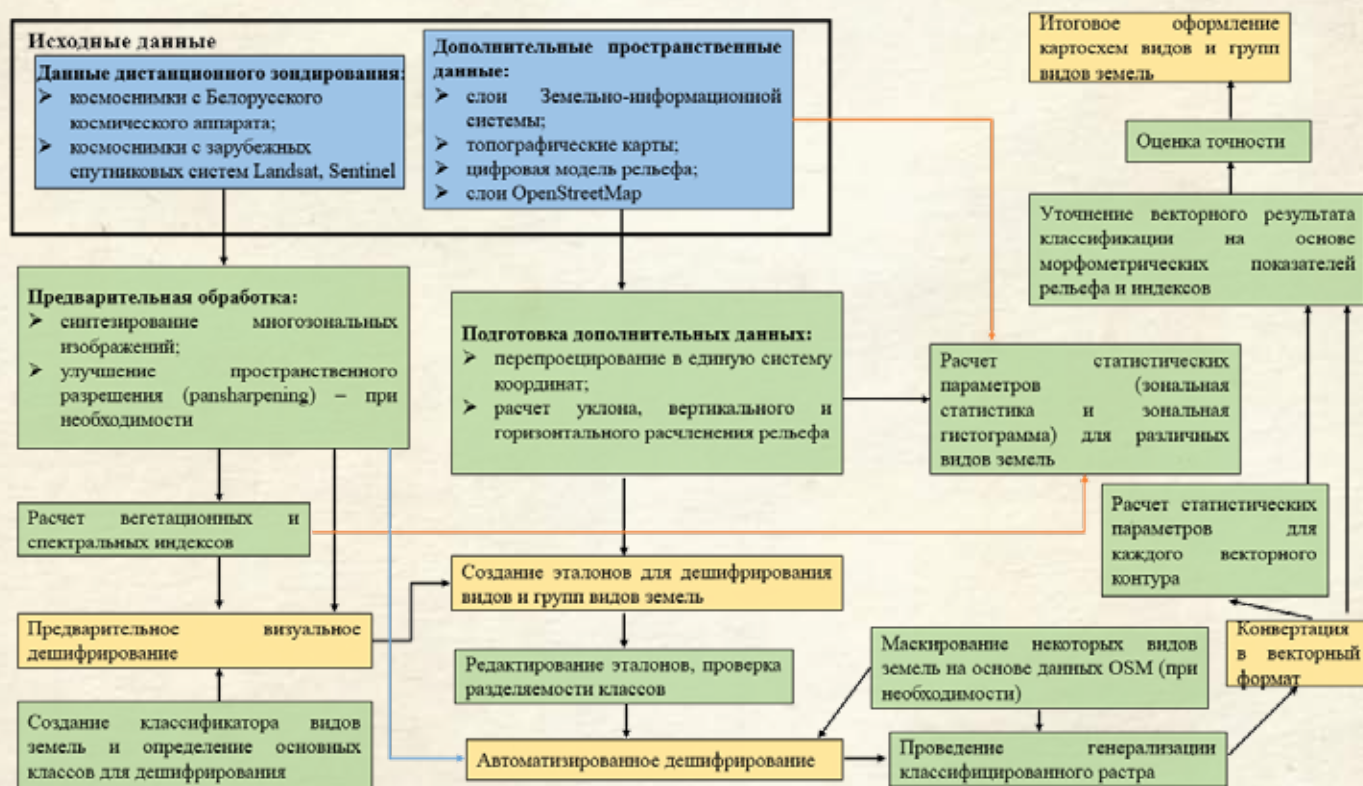 Исходные данные
Данные дистанционного зондирования:
➤ космоснимки с Белорусского
космического аппарата;
➤ космоснимки с зарубежных
спутниковых систем Landsat, Sentinel
Дополнительные пространственные
данные:
➤ слои Земельно-информационной
системы;
➤ топографические карты;
➤ цифровая модель рельефа;
➤ слои OpenStreetMap
Итоговое оформление
картосхем видов и групп
видов земель
Оценка точности
Уточнение векторного результата
классификации на основе
морфометрических показателей
рельефа и индексов
Предварительная обработка:
➤ синтезирование многозональных
изображений;
➤ улучшение пространственного
разрешения (pansharpening) – при
необходимости
Подготовка дополнительных данных:
➤ перепроецирование в единую систему
координат;
➤ расчет уклона, вертикального и
горизонтального расчленения рельефа
Расчет статистических
параметров (зональная
статистика и зональная
гистограмма) для различных
видов земель
Расчет вегетационных и
спектральных индексов
Расчет статистических
параметров для
каждого векторного
контура
Создание эталонов для дешифрирования
видов и групп видов земель
Предварительное визуальное
дешифрирование
Редактирование эталонов, проверка
разделяемости классов
Маскирование некоторых видов
земель на основе данных OSM (при
необходимости)
Конвертация
в векторный
формат
Создание классификатора видов
земель и определение основных
классов для дешифрирования
Автоматизированное дешифрирование
Проведение генерализации
классифицированного растра